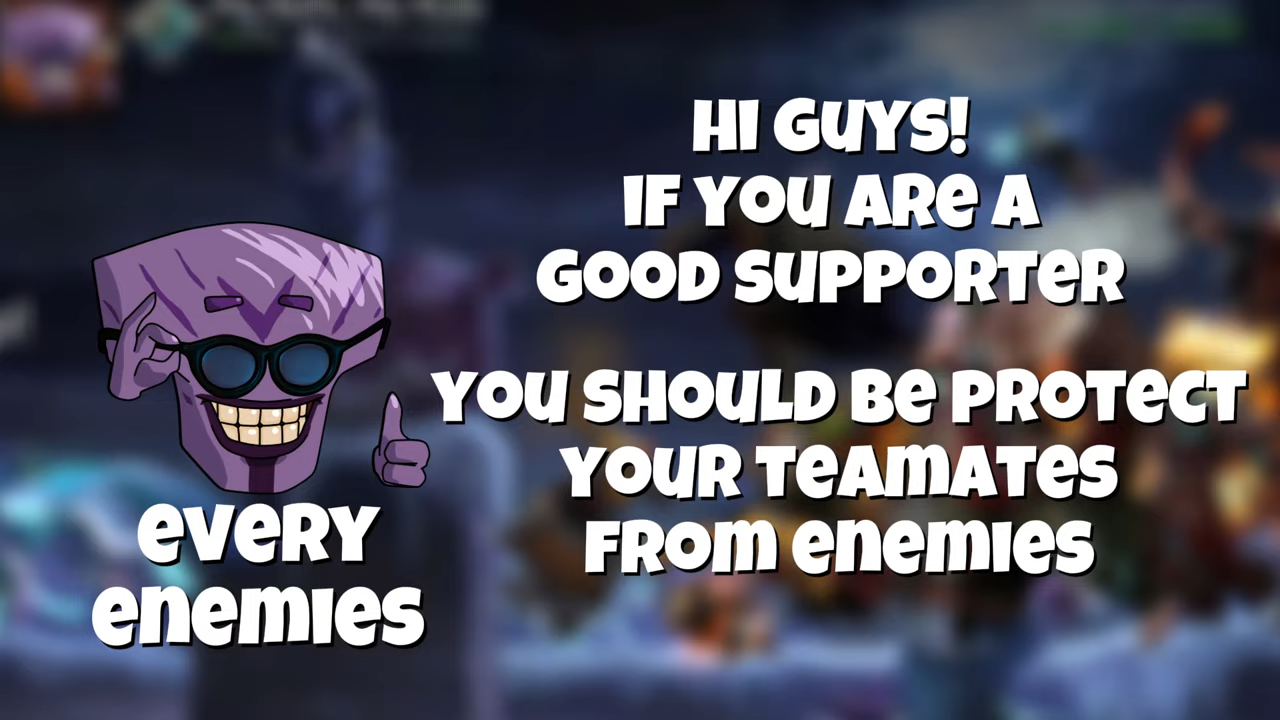 HI GUYS!
IF YOU ARE A
GOOD SUPPORTER
YOU SHOULD BE PROTECT
YOUR TEAMATES
FROM ENEMIES
EVERY
ENEMIES